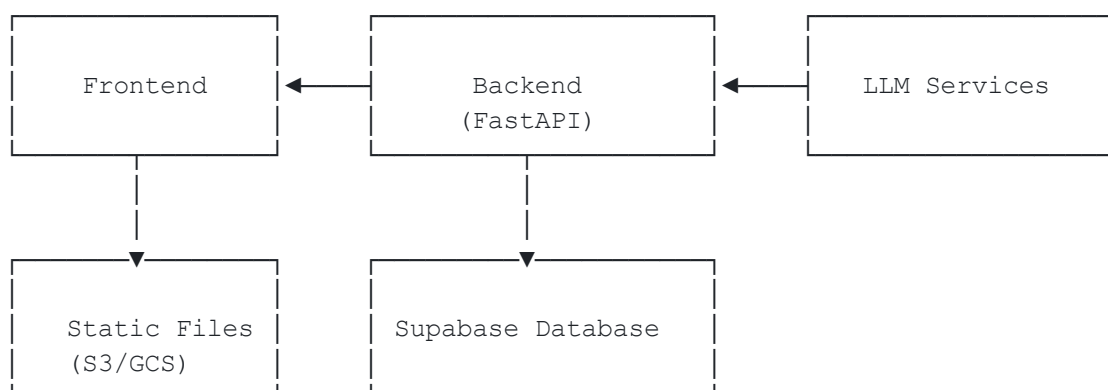 Frontend
Backend
(FastAPI)
LLM Services
Static Files
(S3/GCS)
Supabase Database